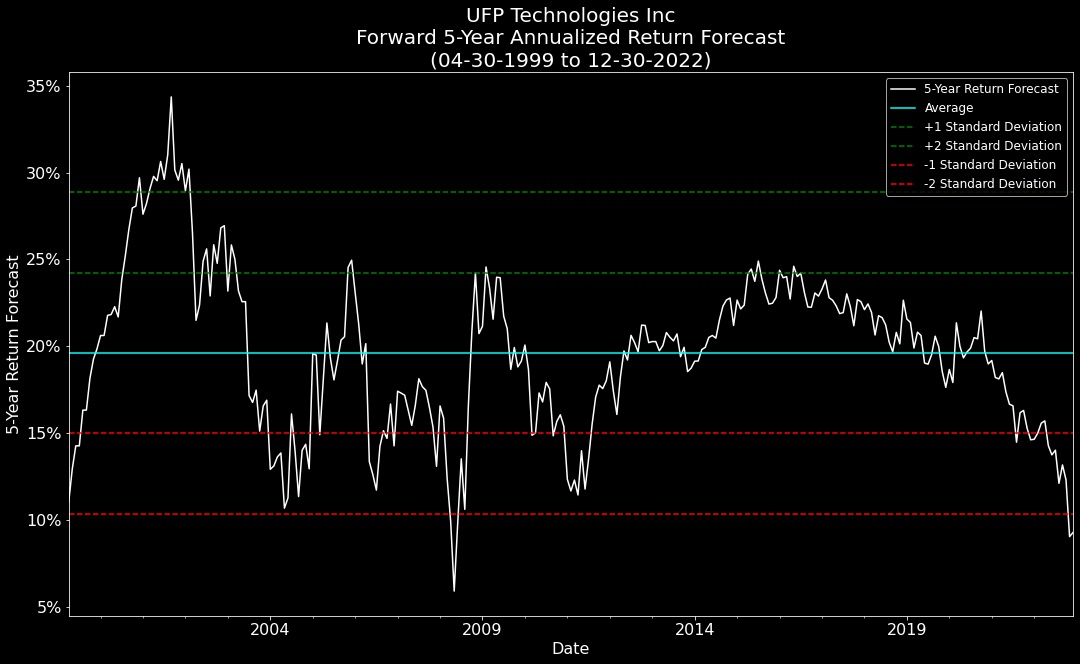 UFP Technologies Inc
Forward 5-Year Annualized Return Forecast
(04-30-1999 to 12-30-2022)
5-Year Return Forecast
Average
+1 Standard Deviation
+2 Standard Deviation
-1 Standard Deviation
-2 Standard Deviation
35%
30%
25%
20%
15%
10%
5%
5-Year Return Forecast
2004
2009
2014
2019
Date